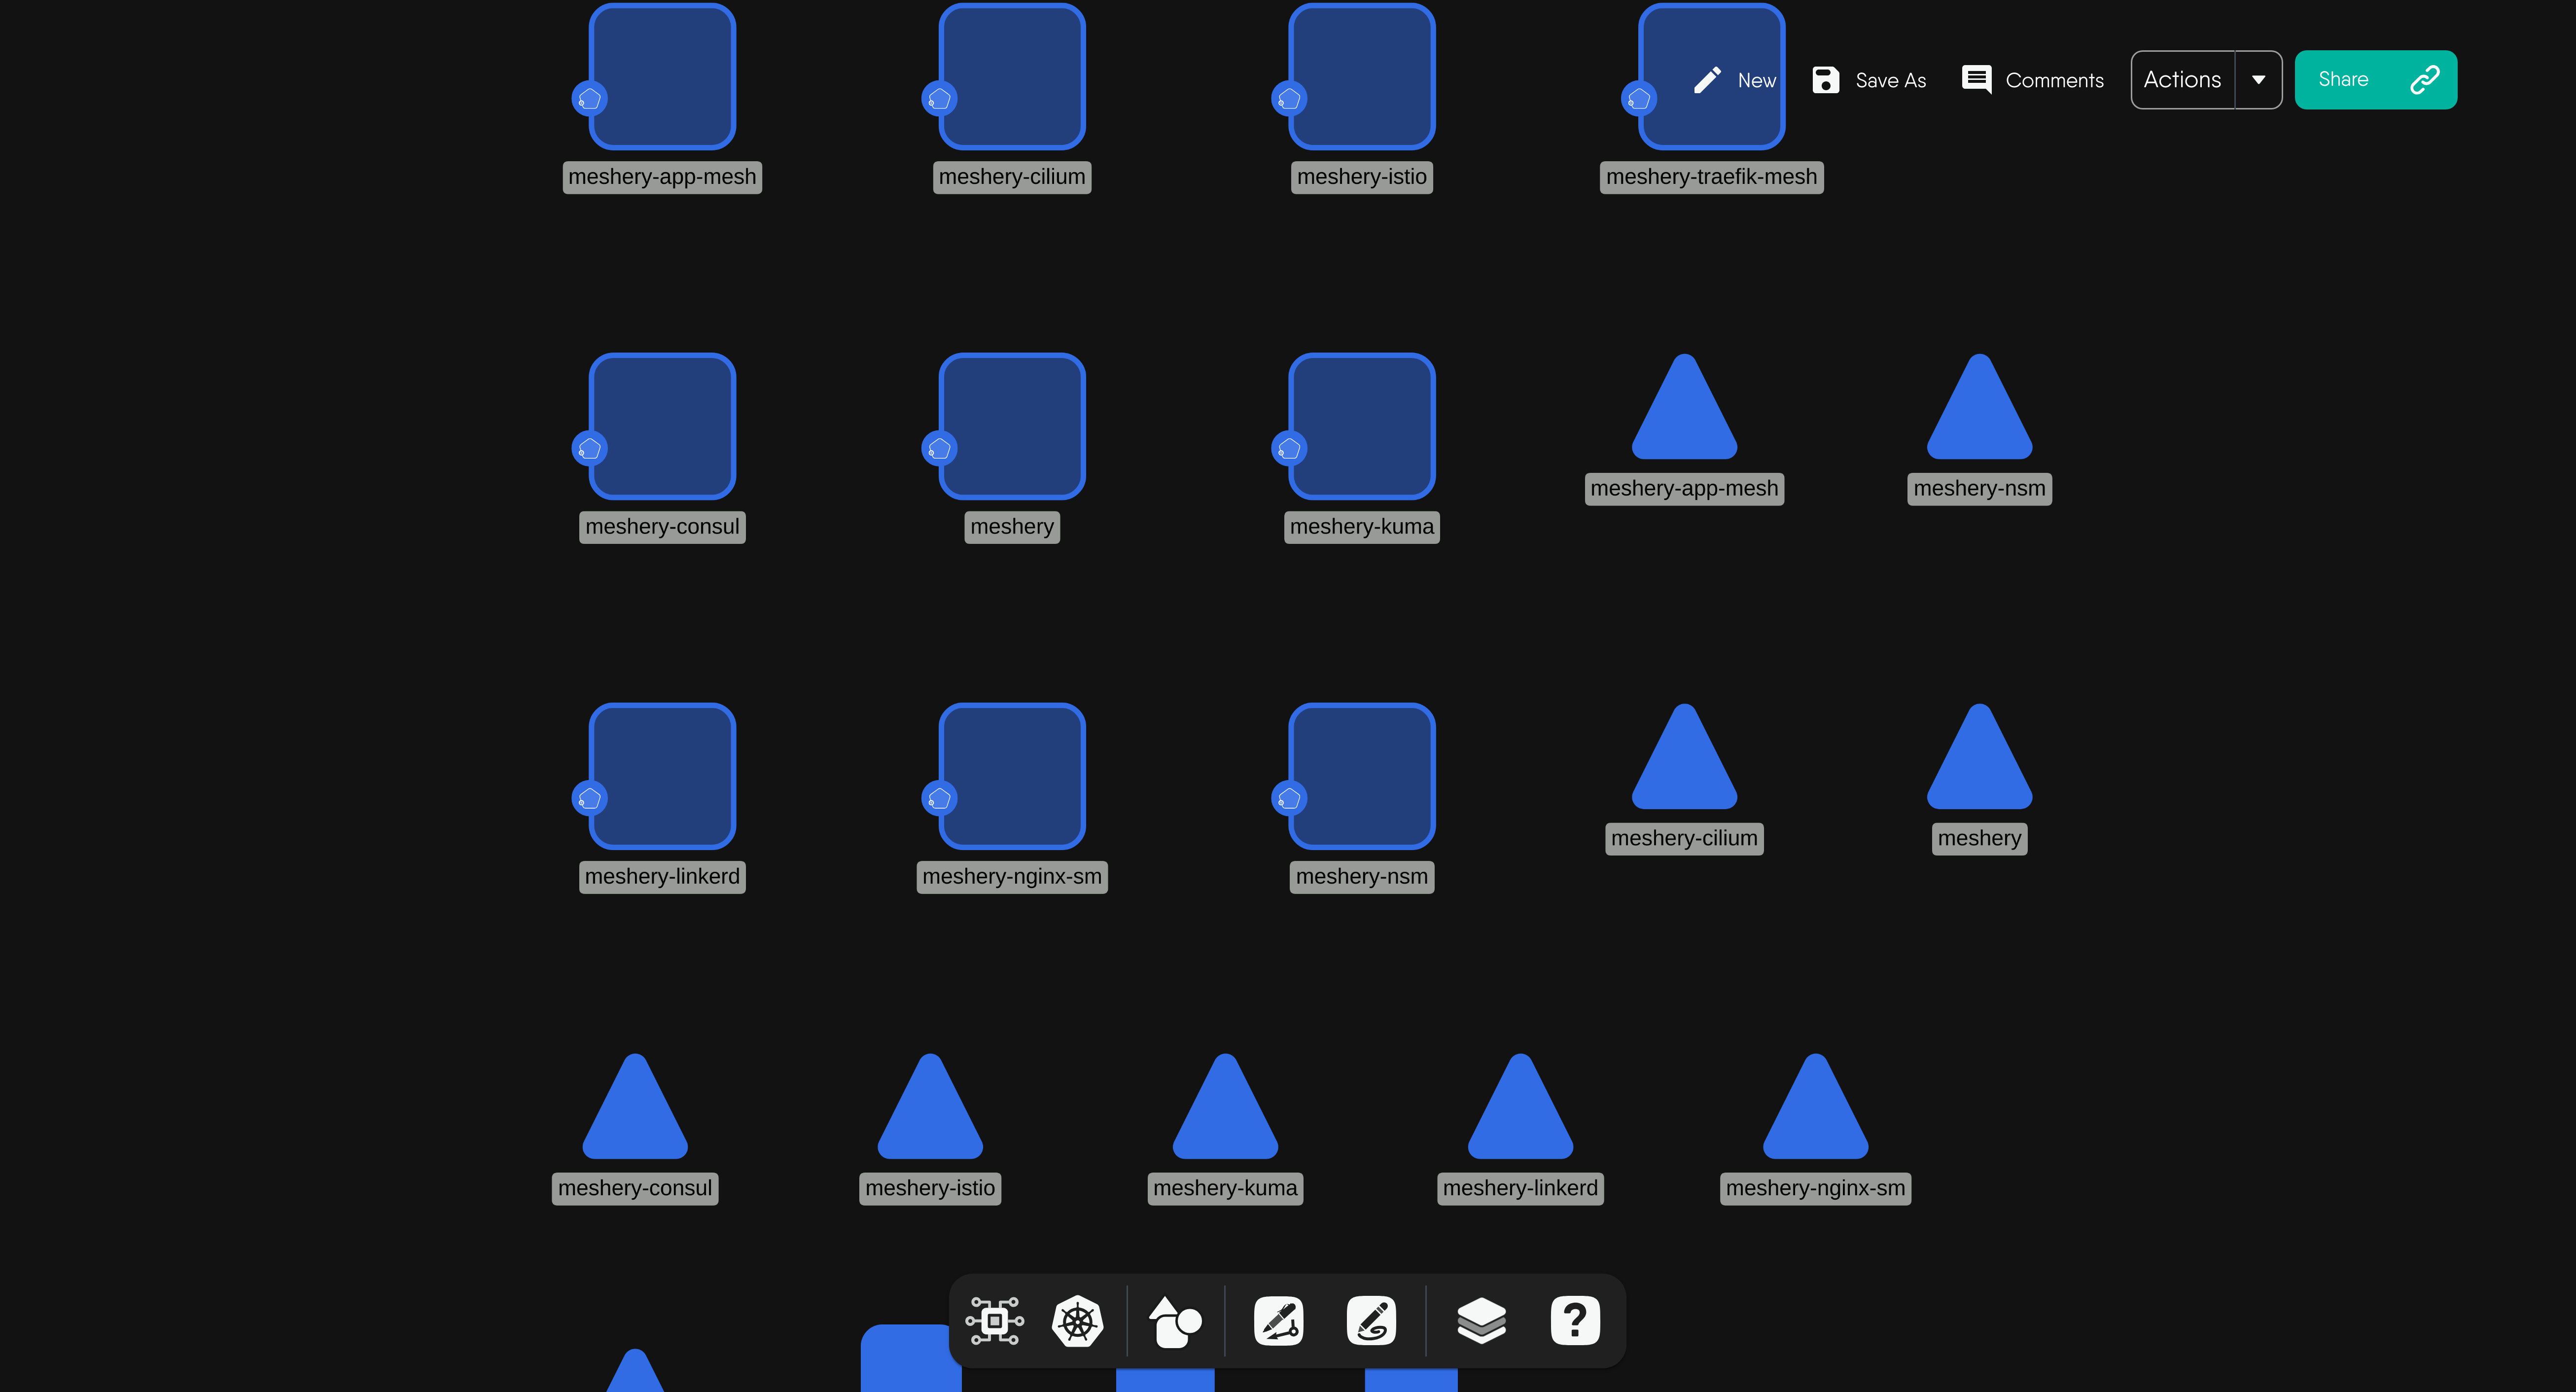 New
Save As
Comments
Actions
Share
meshery-app-mesh
meshery-cilium
meshery-istio
meshery-traefik-mesh
meshery-app-mesh
meshery-nsm
meshery-consul
meshery
meshery-kuma
meshery-cilium
meshery
meshery-linkerd
meshery-nginx-sm
meshery-nsm
meshery-consul
meshery-istio
meshery-kuma
meshery-linkerd
meshery-nginx-sm
?